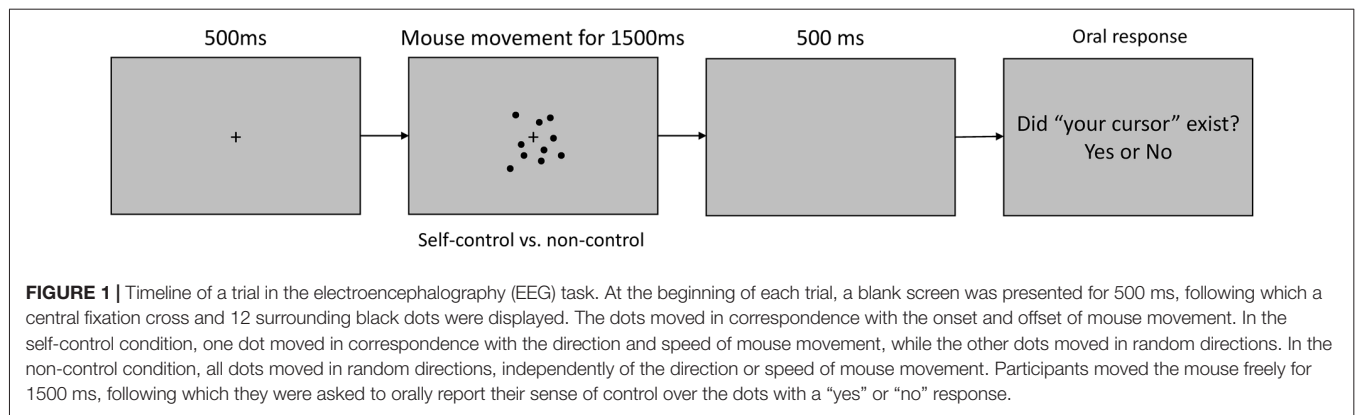 500ms
Mouse movement for 1500ms
500 ms
Oral response
+
+
Did “your cursor” exist?
Yes or No
Self-control vs. non-control
FIGURE 1 | Timeline of a trial in the electroencephalography (EEG) task. At the beginning of each trial, a blank screen was presented for 500 ms, following which a
central fixation cross and 12 surrounding black dots were displayed. The dots moved in correspondence with the onset and offset of mouse movement. In the
self-control condition, one dot moved in correspondence with the direction and speed of mouse movement, while the other dots moved in random directions. In the
non-control condition, all dots moved in random directions, independently of the direction or speed of mouse movement. Participants moved the mouse freely for
1500 ms, following which they were asked to orally report their sense of control over the dots with a “yes” or “no” response.